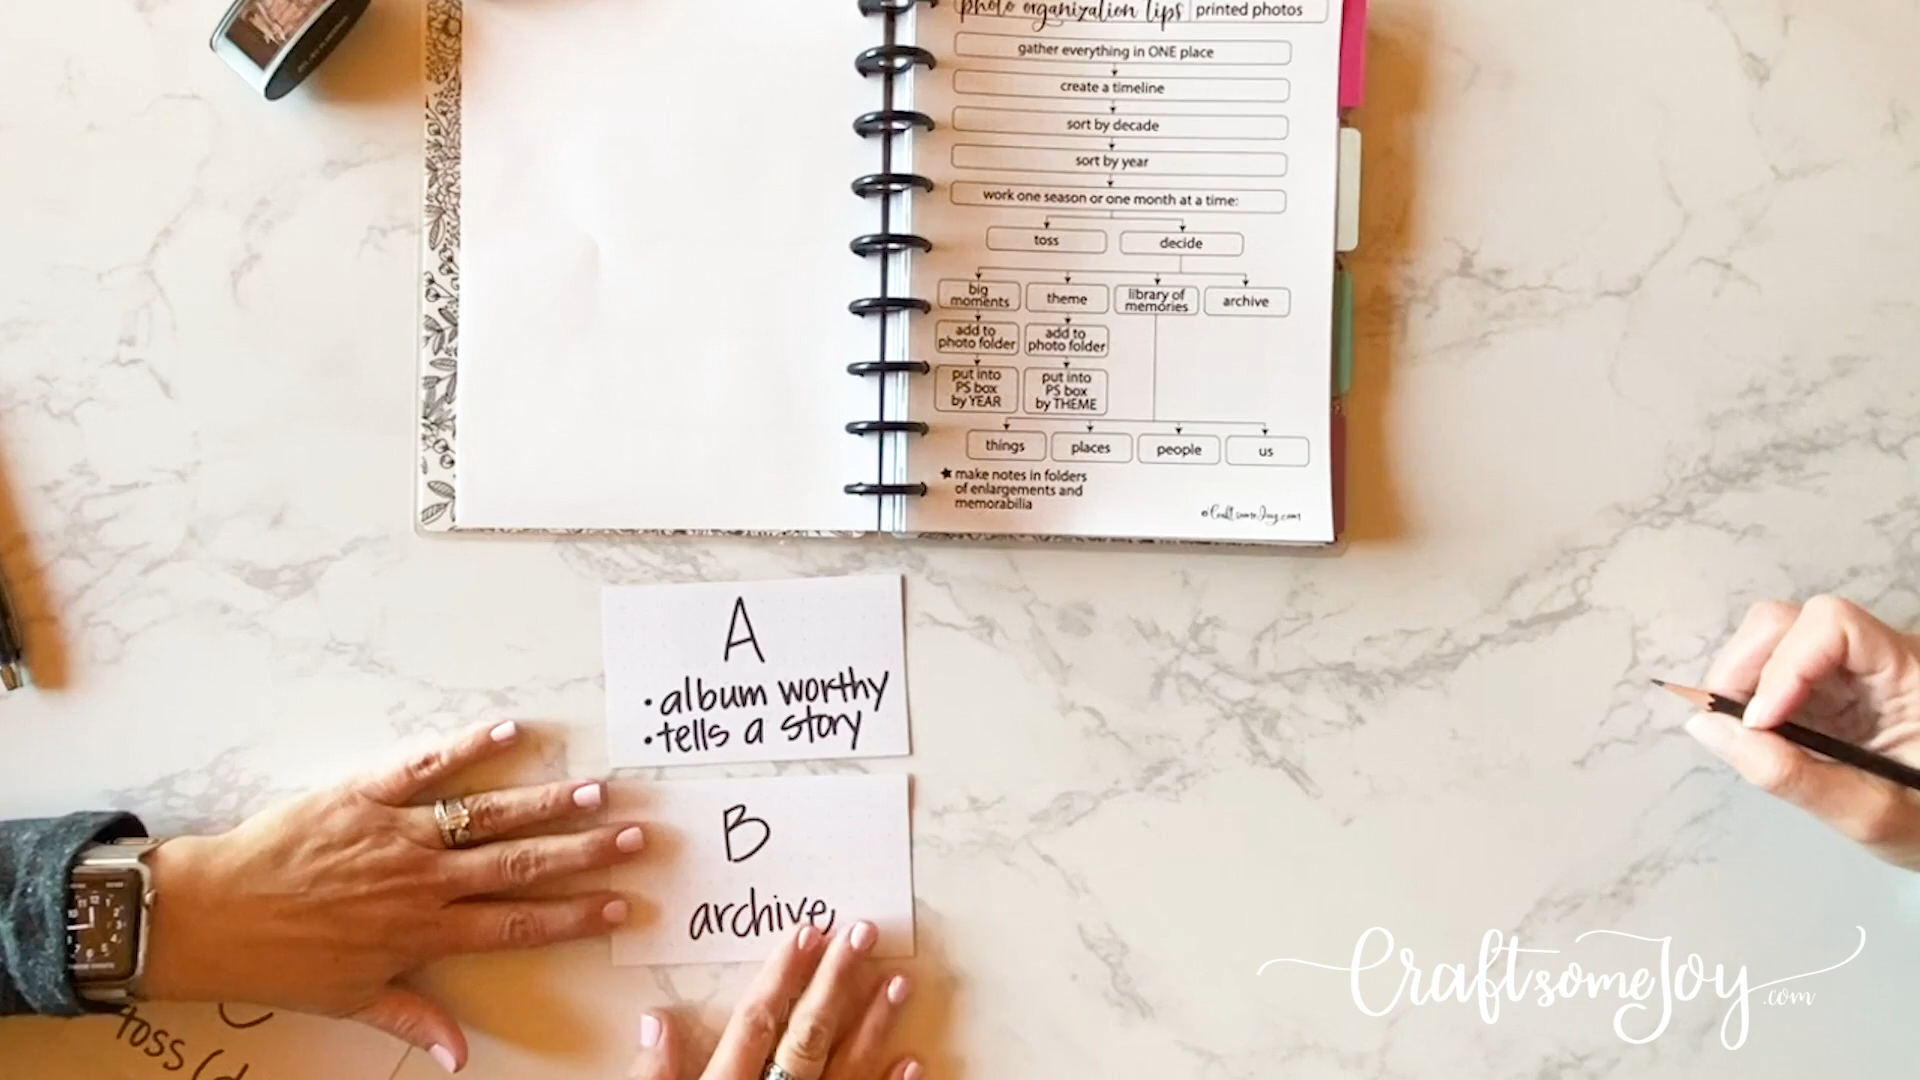 photo organization tips | printed photos
gather everything in ONE place
create a timeline
sort by decade
sort by year
work one season or one month at a time:
toss
decide
big
moments
theme
library of
memories
archive
add to
photo folder
add to
photo folder
put into
PS box
by YEAR
put into
PS box
by THEME
things
places
people
us
★ make notes in folders
of enlargements and
memorabilia
©CraftsomeJoy.com
A
• album worthy
• tells a story
B
archive
toss
CraftsomeJoy.com